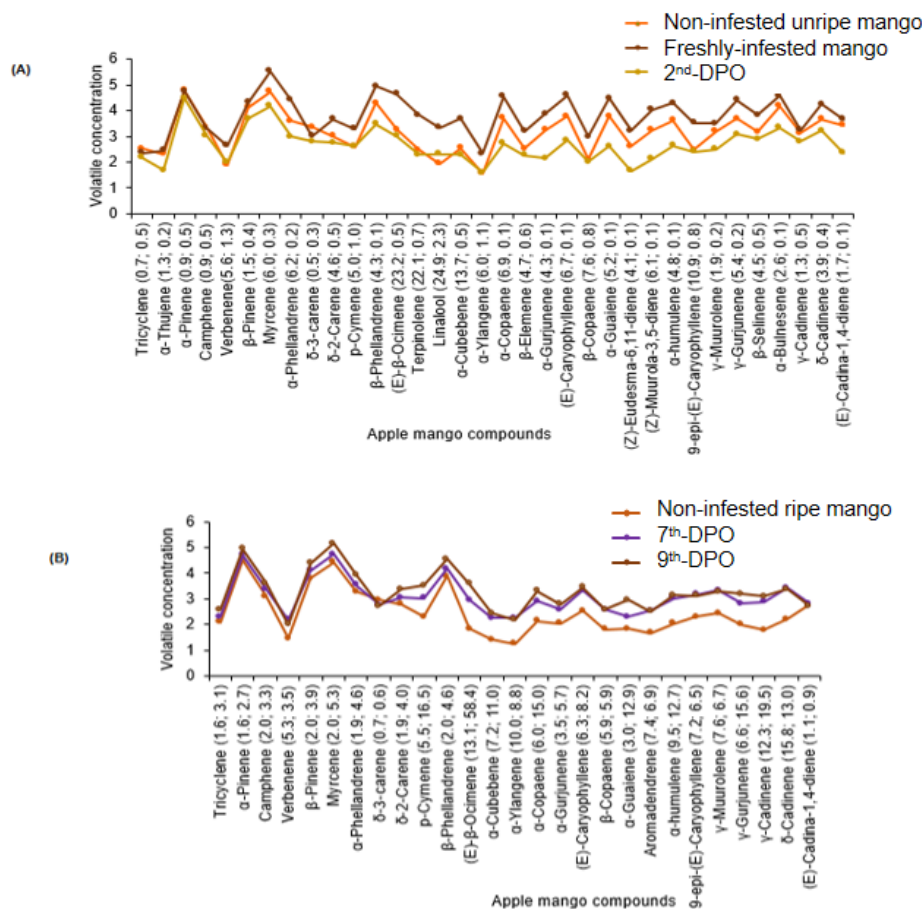 Non-infested unripe mango
Freshly-infested mango
2nd-DPO
(A)
Volatile concentration
6
5
4
3
2
1
0
Tricyclene (0.7; 0.5)
α-Thujene (1.3; 0.2)
α-Pinene (0.9; 0.5)
Camphene (0.9; 0.5)
Verbenene(5.6; 1.3)
β-Pinene (1.5; 0.4)
Myrcene (6.0; 0.3)
α-Phellandrene (6.2; 0.2)
δ-3-carene (0.5; 0.3)
δ-2-Carene (4.6; 0.5)
p-Cymene (5.0; 1.0)
β-Phellandrene (4.3; 0.1)
(E)-β-Ocimene (23.2; 0.5)
Terpinolene (22.1; 0.7)
Linalool (24.9; 2.3)
α-Cubebene (13.7; 0.5)
α-Ylangene (6.0; 1.1)
α-Copaene (6.9, 0.1)
β-Elemene (4.7; 0.6)
α-Gurjunene (4.3; 0.1)
(E)-Caryophyllene (6.7; 0.1)
β-Copaene (7.6; 0.8)
α-Guaiene (5.2; 0.1)
(Z)-Eudesma-6,11-diene (4.1; 0.1)
(Z)-Muurola-3,5-diene (6.1; 0.1)
α-humulene (4.8; 0.1)
9-epi-(E)-Caryophyllene (10.9; 0.8)
γ-Muurolene (1.9; 0.2)
γ-Gurjunene (5.4; 0.2)
β-Selinene (4.5; 0.5)
α-Bulnesene (2.6; 0.1)
γ-Cadinene (1.3; 0.5)
δ-Cadinene (3.9; 0.4)
(E)-Cadina-1,4-diene (1.7; 0.1)
Apple mango compounds
Non-infested ripe mango
7th-DPO
9th-DPO
(B)
Volatile concentration
6
5
4
3
2
1
0
Tricyclene (1.6; 3.1)
α-Pinene (1.6; 2.7)
Camphene (2.0; 3.3)
Verbenene (5.3; 3.5)
β-Pinene (2.0; 3.9)
Myrcene (2.0; 5.3)
α-Phellandrene (1.9; 4.6)
δ-3-carene (0.7; 0.6)
δ-2-Carene (1.9; 4.0)
p-Cymene (5.5; 16.5)
β-Phellandrene (2.0; 4.6)
(E)-β-Ocimene (13.1; 58.4)
α-Cubebene (7.2; 11.0)
α-Ylangene (10.0; 8.8)
α-Copaene (6.0; 15.0)
α-Gurjunene (3.5; 5.7)
(E)-Caryophyllene (6.3; 8.2)
β-Copaene (5.9; 5.9)
α-Guaiene (3.0; 12.9)
Aromadendrene (7.4; 6.9)
α-humulene (9.5; 12.7)
9-epi-(E)-Caryophyllene (7.2; 6.5)
γ-Muurolene (7.6; 6.7)
γ-Gurjunene (6.6; 15.6)
γ-Cadinene (12.3; 19.5)
δ-Cadinene (15.8; 13.0)
(E)-Cadina-1,4-diene (1.1; 0.9)
Apple mango compounds